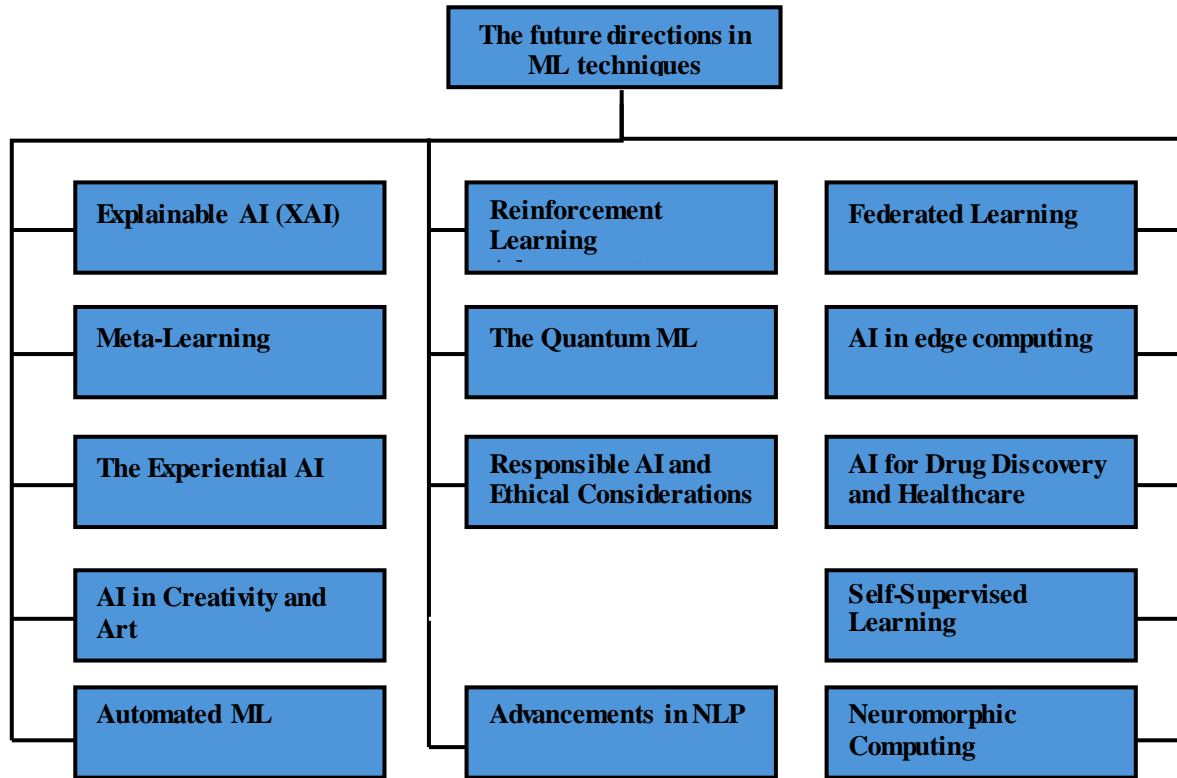 The future directions in
ML techniques
Explainable AI (XAI)
Reinforcement
Learning
Federated Learning
Meta-Learning
The Quantum ML
AI in edge computing
The Experiential AI
Responsible AI and
Ethical Considerations
AI for Drug Discovery
and Healthcare
AI in Creativity and
Art
Self-Supervised
Learning
Automated ML
Advancements in NLP
Neuromorphic
Computing